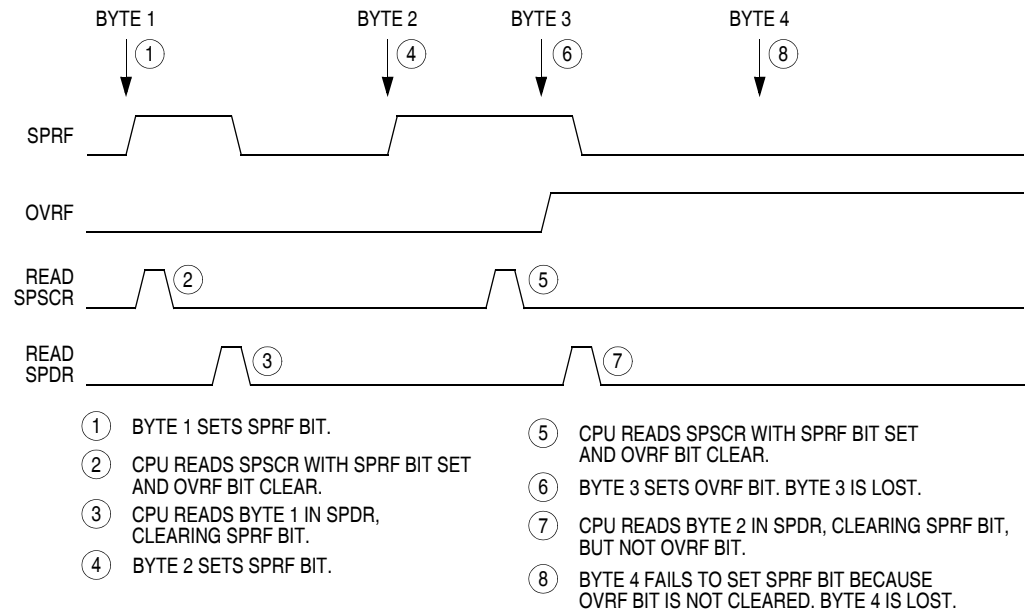 BYTE 1 BYTE 2 BYTE 3 BYTE 4
1 4 6 8
SPRF
OVRF
READ
SPSCR
2 5
READ
SPDR
3 7
1 BYTE 1 SETS SPRF BIT.
2 CPU READS SPSCR WITH SPRF BIT SET
AND OVRF BIT CLEAR.
3 CPU READS BYTE 1 IN SPDR,
CLEARING SPRF BIT.
4 BYTE 2 SETS SPRF BIT.
5 CPU READS SPSCR WITH SPRF BIT SET
AND OVRF BIT CLEAR.
6 BYTE 3 SETS OVRF BIT. BYTE 3 IS LOST.
7 CPU READS BYTE 2 IN SPDR, CLEARING SPRF BIT,
BUT NOT OVRF BIT.
8 BYTE 4 FAILS TO SET SPRF BIT BECAUSE
OVRF BIT IS NOT CLEARED. BYTE 4 IS LOST.